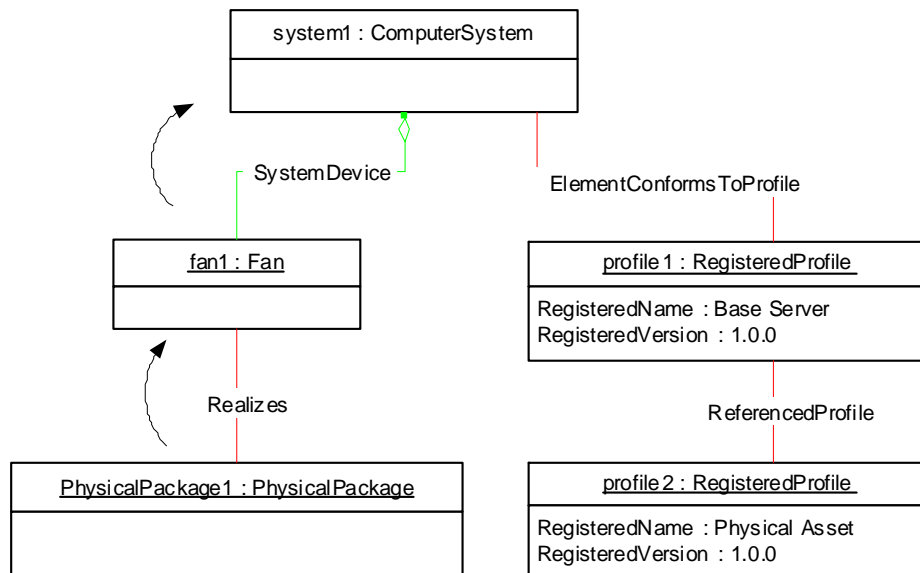 system1 : ComputerSystem
SystemDevice
ElementConformsToProfile
fan1 : Fan
profile1 : RegisteredProfile
RegisteredName : Base Server
RegisteredVersion : 1.0.0
Realizes
ReferencedProfile
PhysicalPackage1 : PhysicalPackage
profile2 : RegisteredProfile
RegisteredName : Physical Asset
RegisteredVersion : 1.0.0